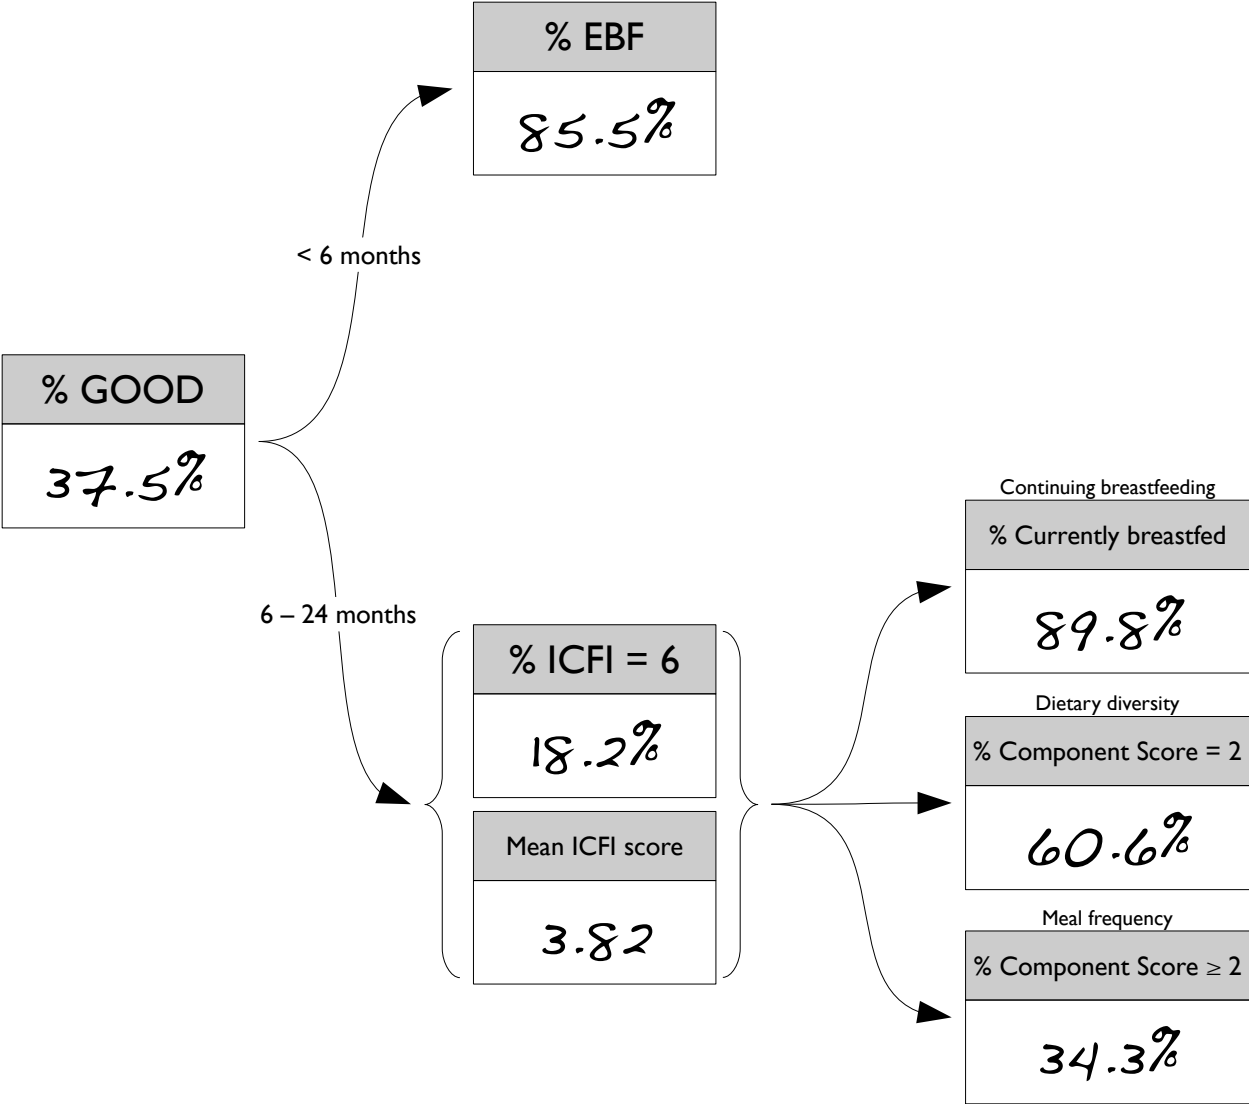 % EBF
85.5%
< 6 months
% GOOD
37.5%
6 – 24 months
% ICFI = 6
18.2%
Mean ICFI score
3.82
Continuing breastfeeding
% Currently breastfed
89.8%
Dietary diversity
% Component Score = 2
60.6%
Meal frequency
% Component Score ≥ 2
34.3%